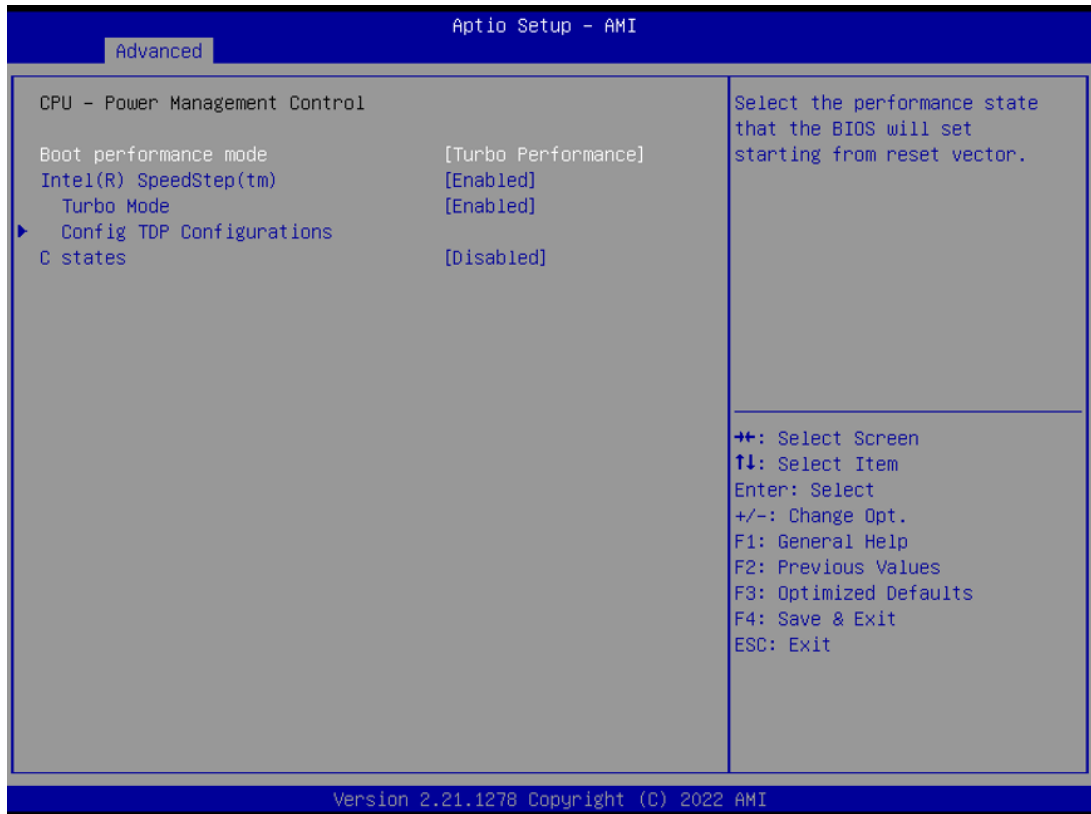 Aptio Setup – AMI
Advanced
CPU – Power Management Control
Boot performance mode [Turbo Performance]
Intel(R) SpeedStep(tm) [Enabled]
Turbo Mode [Enabled]
▶ Config TDP Configurations
C states [Disabled]
Select the performance state
that the BIOS will set
starting from reset vector.
→←: Select Screen
↑↓: Select Item
Enter: Select
+/-: Change Opt.
F1: General Help
F2: Previous Values
F3: Optimized Defaults
F4: Save & Exit
ESC: Exit
Version 2.21.1278 Copyright (C) 2022 AMI